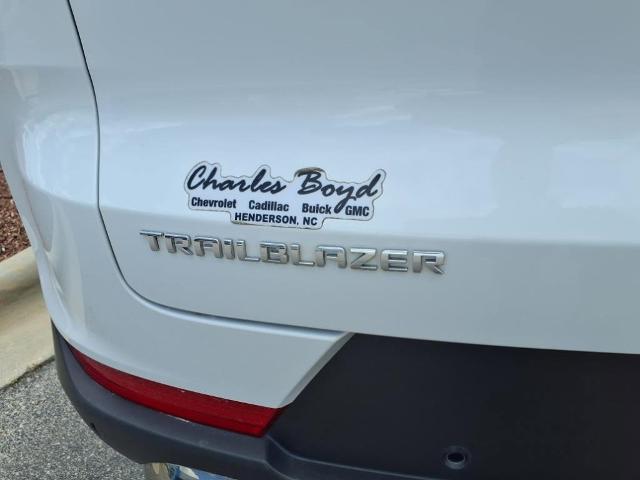 Charles Boyd
Chevrolet Cadillac Buick GMC
HENDERSON, NC
TRAILBLAZER